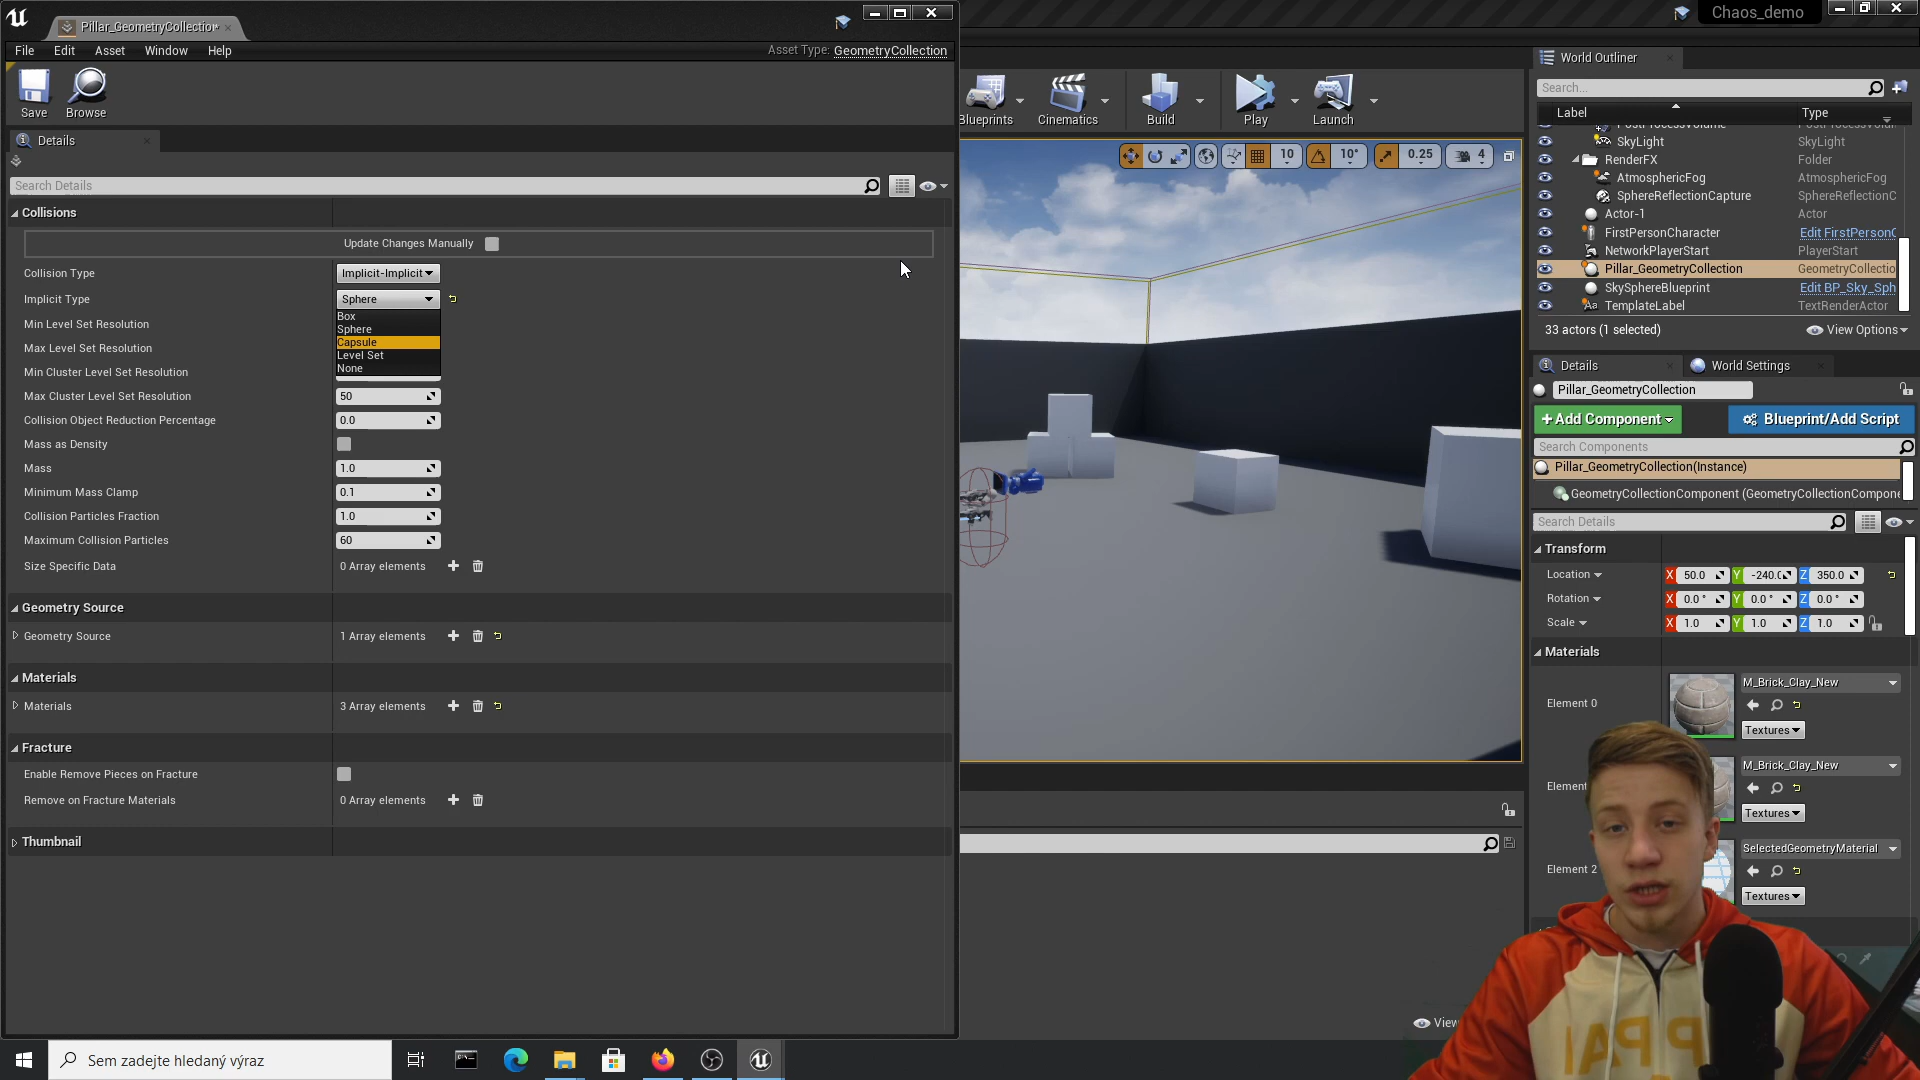 Pillar_GeometryCollection*
File Edit Asset Window Help
Asset Type: GeometryCollection
Save
Browse
Details
Search Details
Collisions
Update Changes Manually
Collision Type Implicit-Implicit
Implicit Type Sphere
Box
Sphere
Capsule
Level Set
None
Min Level Set Resolution
Max Level Set Resolution
Min Cluster Level Set Resolution
Max Cluster Level Set Resolution 50
Collision Object Reduction Percentage 0.0
Mass as Density
Mass 1.0
Minimum Mass Clamp 0.1
Collision Particles Fraction 1.0
Maximum Collision Particles 60
Size Specific Data 0 Array elements
Geometry Source
Geometry Source 1 Array elements
Materials
Materials 3 Array elements
Fracture
Enable Remove Pieces on Fracture
Remove on Fracture Materials 0 Array elements
Thumbnail
Chaos_demo
Blueprints
Cinematics
Build
Play
Launch
10
10°
0.25
4
World Outliner
Search...
Label Type
SkyLight SkyLight
RenderFX Folder
AtmosphericFog AtmosphericFog
SphereReflectionCapture SphereReflectionC
Actor-1 Actor
FirstPersonCharacter Edit FirstPersonC
NetworkPlayerStart PlayerStart
Pillar_GeometryCollection GeometryCollectio
SkySphereBlueprint Edit BP_Sky_Sph
TemplateLabel TextRenderActor
33 actors (1 selected)
View Options
Details
World Settings
Pillar_GeometryCollection
+Add Component
Blueprint/Add Script
Search Components
Pillar_GeometryCollection(Instance)
GeometryCollectionComponent (GeometryCollectionCompone
Search Details
Transform
Location X 50.0 Y -240.0 Z 350.0
Rotation X 0.0 ° Y 0.0 ° Z 0.0 °
Scale X 1.0 Y 1.0 Z 1.0
Materials
Element 0
M_Brick_Clay_New
Textures
Element
M_Brick_Clay_New
Textures
Element 2
SelectedGeometryMaterial
Textures
View
Sem zadejte hledaný výraz